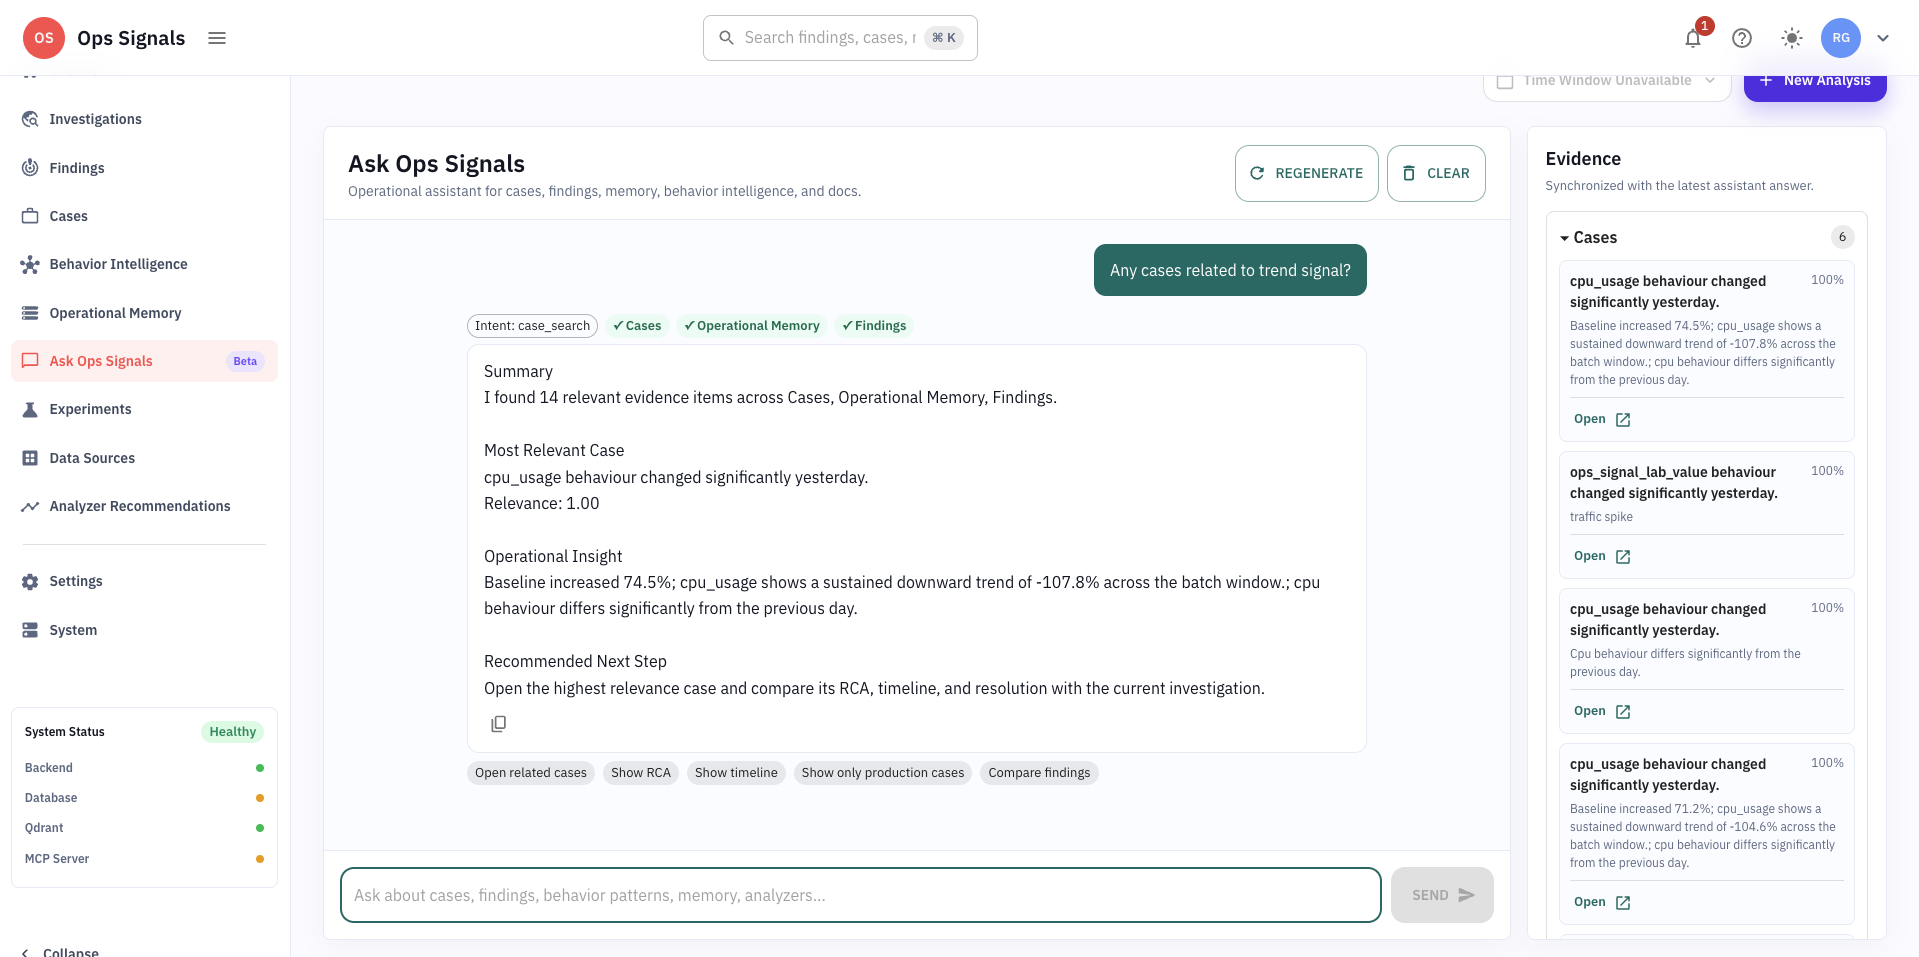 OS Ops Signals
Search findings, cases, r ⌘ K
1
RG
Investigations
Findings
Cases
Behavior Intelligence
Operational Memory
Ask Ops Signals Beta
Experiments
Data Sources
Analyzer Recommendations
Settings
System
System Status Healthy
Backend
Database
Qdrant
MCP Server
Collapse
Time Window Unavailable
+ New Analysis
Ask Ops Signals
Operational assistant for cases, findings, memory, behavior intelligence, and docs.
REGENERATE
CLEAR
Any cases related to trend signal?
Intent: case_search ✓ Cases ✓ Operational Memory ✓ Findings
Summary
I found 14 relevant evidence items across Cases, Operational Memory, Findings.
Most Relevant Case
cpu_usage behaviour changed significantly yesterday.
Relevance: 1.00
Operational Insight
Baseline increased 74.5%; cpu_usage shows a sustained downward trend of -107.8% across the batch window.; cpu
behaviour differs significantly from the previous day.
Recommended Next Step
Open the highest relevance case and compare its RCA, timeline, and resolution with the current investigation.
Open related cases Show RCA Show timeline Show only production cases Compare findings
Ask about cases, findings, behavior patterns, memory, analyzers...
SEND
Evidence
Synchronized with the latest assistant answer.
Cases 6
cpu_usage behaviour changed 100%
significantly yesterday.
Baseline increased 74.5%; cpu_usage shows a
sustained downward trend of -107.8% across the
batch window.; cpu behaviour differs significantly
from the previous day.
Open
ops_signal_lab_value behaviour 100%
changed significantly yesterday.
traffic spike
Open
cpu_usage behaviour changed 100%
significantly yesterday.
Cpu behaviour differs significantly from the
previous day.
Open
cpu_usage behaviour changed 100%
significantly yesterday.
Baseline increased 71.2%; cpu_usage shows a
sustained downward trend of -104.6% across the
batch window.; cpu behaviour differs significantly
from the previous day.
Open